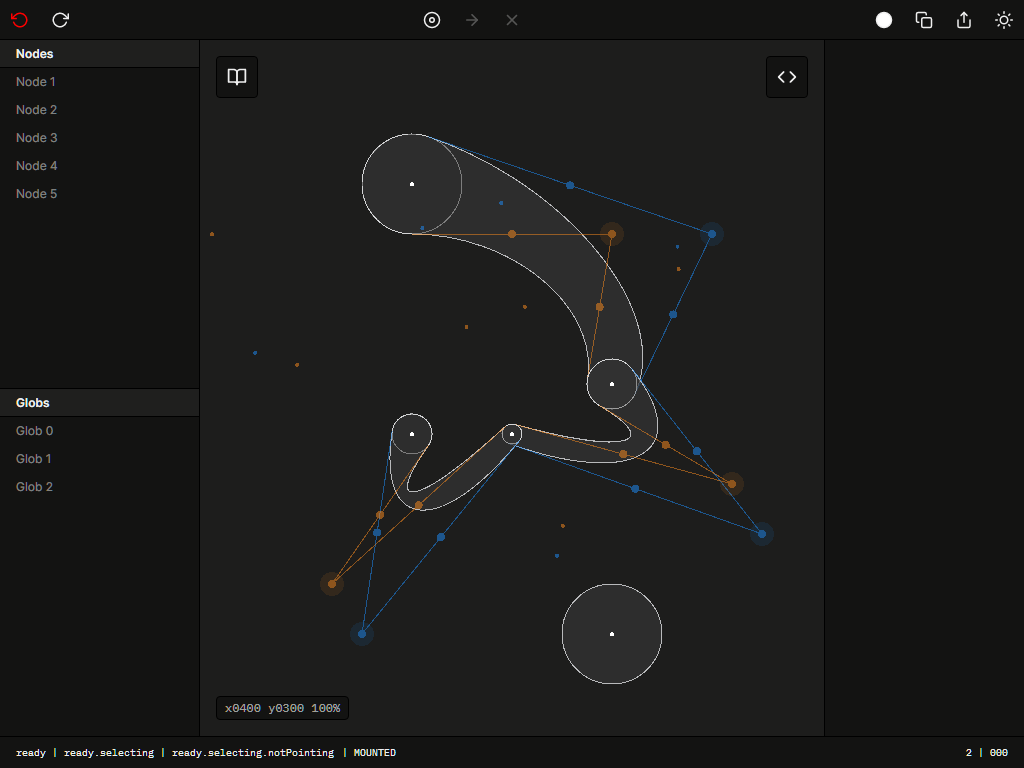 Nodes
Node 1
Node 2
Node 3
Node 4
Node 5
Globs
Glob 0
Glob 1
Glob 2
x0400 y0300 100%
ready | ready.selecting | ready.selecting.notPointing | MOUNTED
2 | 000